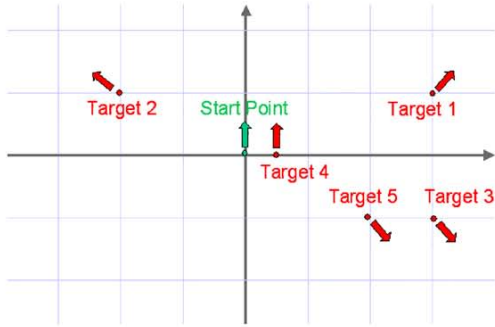 Target 2
Start Point
Target 1
Target 4
Target 5
Target 3